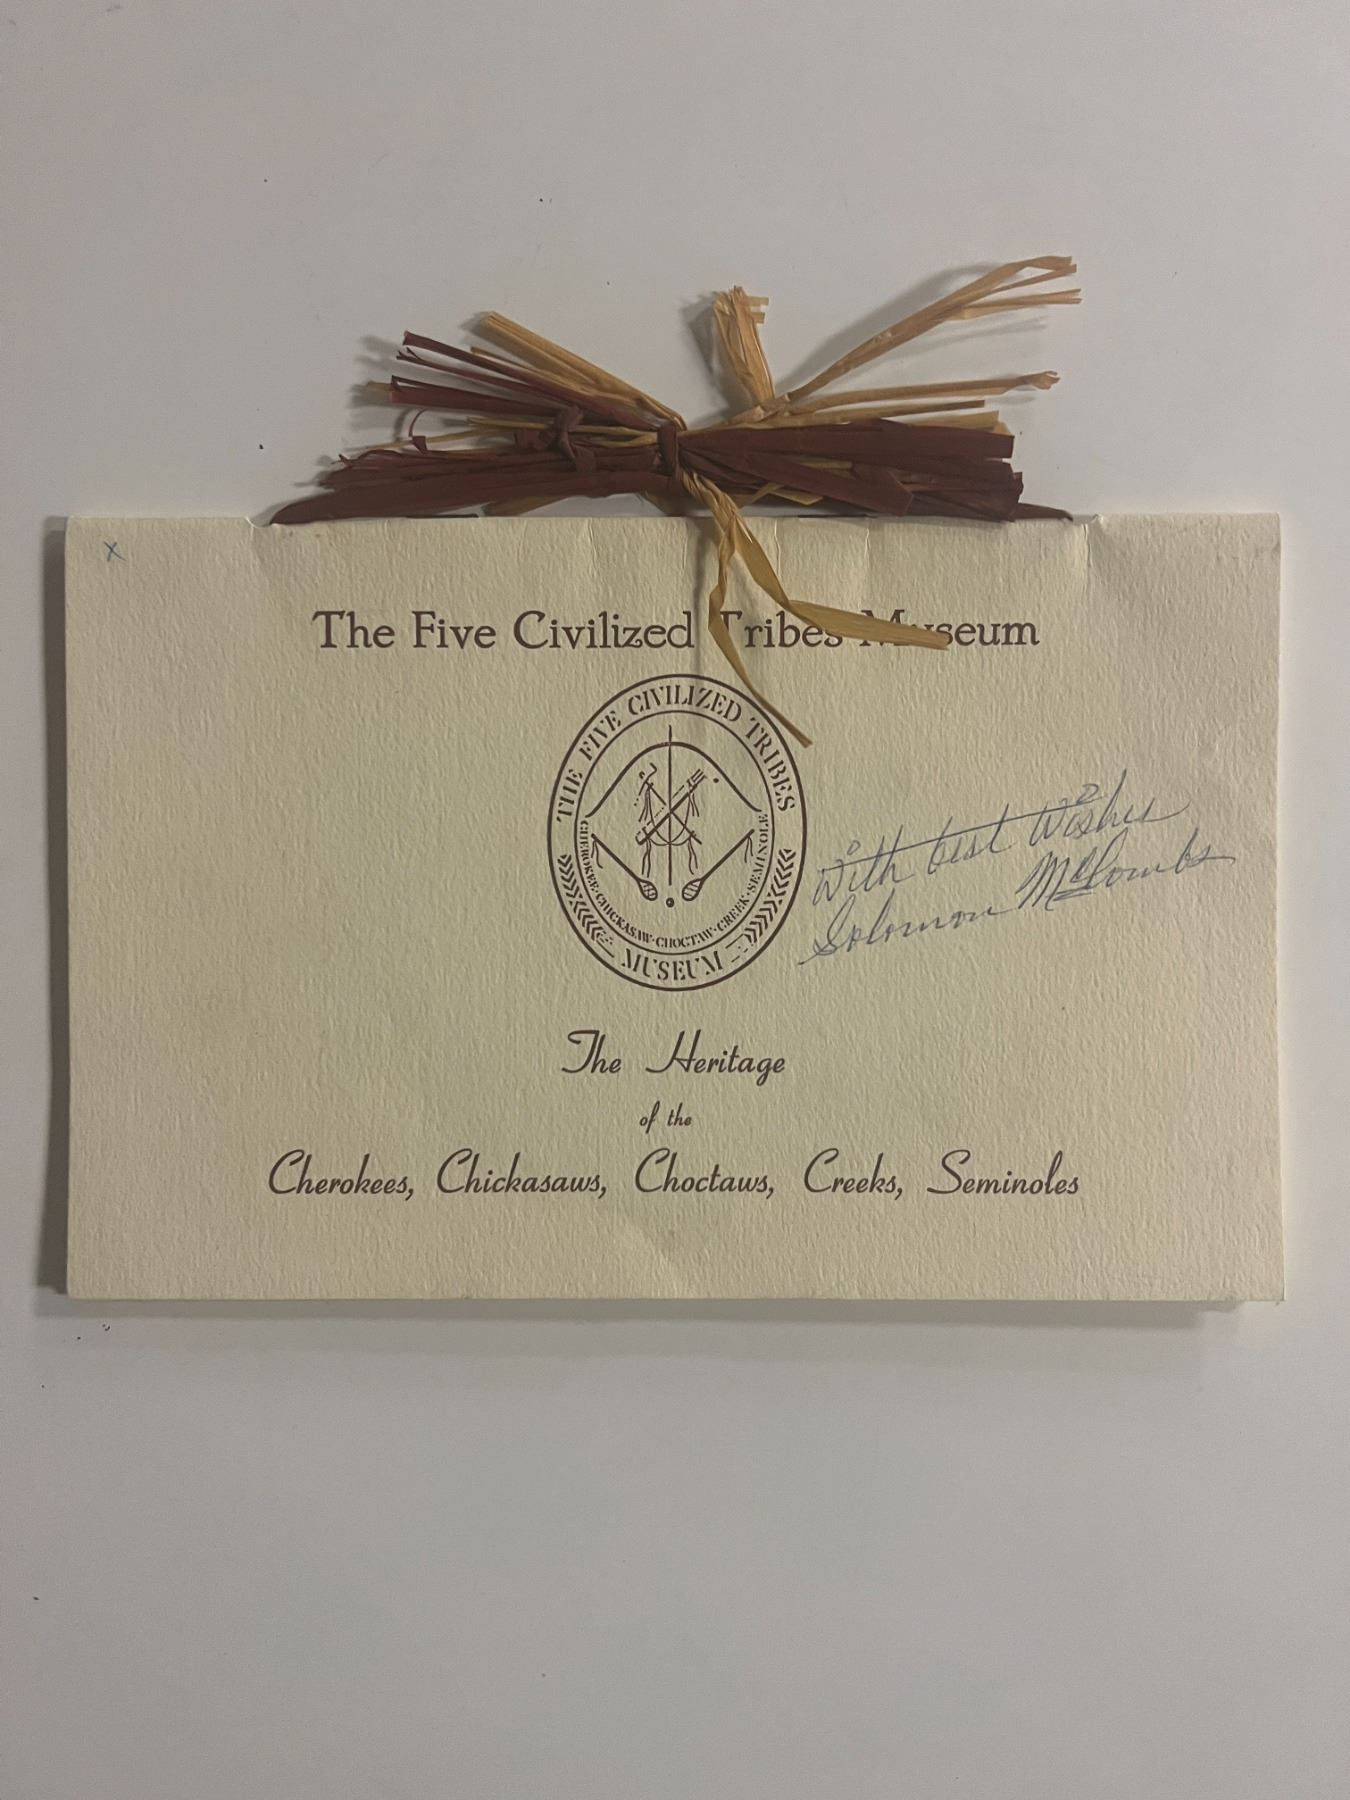 x
The Five Civilized Tribes Museum
THE FIVE CIVILIZED TRIBES
CHEROKEE·CHICKASAW·CHOCTAW·CREEK·SEMINOLE
MUSEUM
With best Wishes
Solomon McCombs
The Heritage
of the
Cherokees, Chickasaws, Choctaws, Creeks, Seminoles